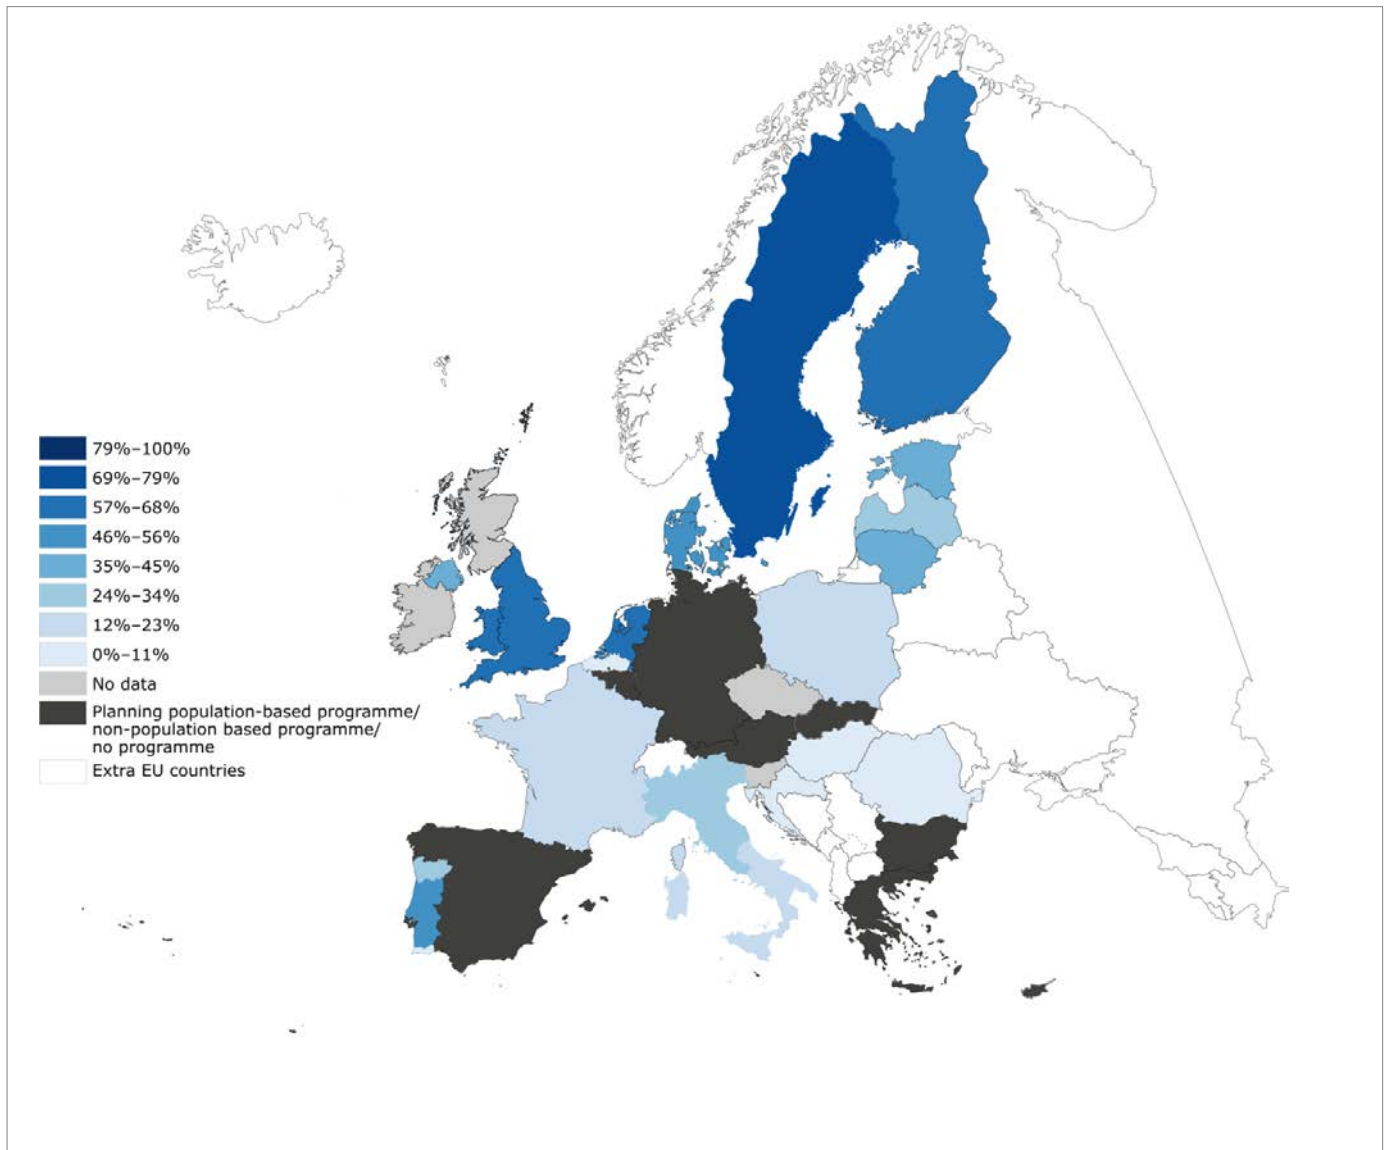 79%–100%
69%–79%
57%–68%
46%–56%
35%–45%
24%–34%
12%–23%
0%–11%
No data
Planning population-based programme/
non-population based programme/
no programme
Extra EU countries